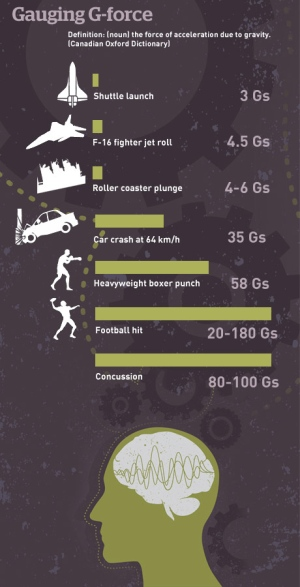 Gauging G-force
Definition: (noun) the force of acceleration due to gravity.
(Canadian Oxford Dictionary)
Shuttle launch 3 Gs
F-16 fighter jet roll 4.5 Gs
Roller coaster plunge 4-6 Gs
Car crash at 64 km/h 35 Gs
Heavyweight boxer punch 58 Gs
Football hit 20-180 Gs
Concussion 80-100 Gs